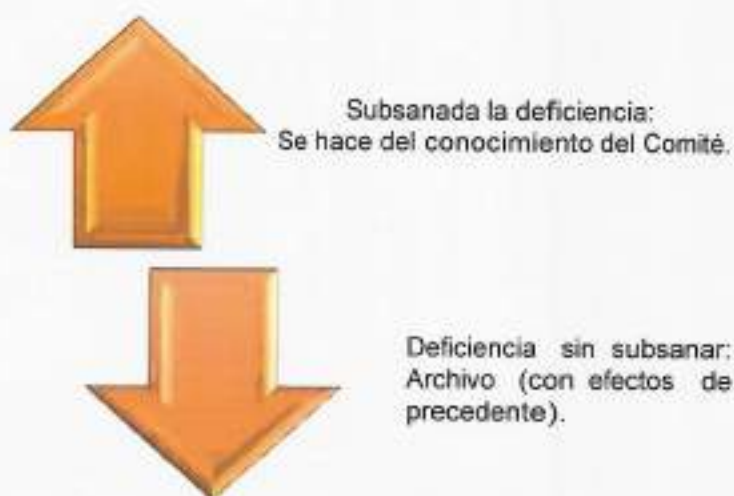 Subsanada la deficiencia:
Se hace del conocimiento del Comité.
Deficiencia sin subsanar:
Archivo (con efectos de
precedente).